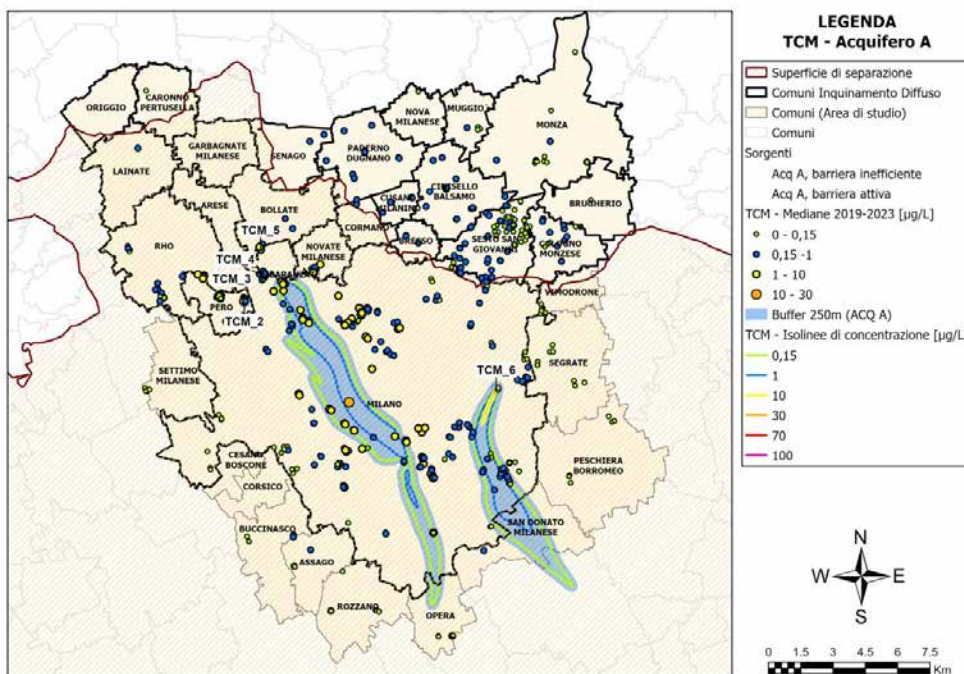 LEGENDA
TCM - Acquifero A
Superficie di separazione
Comuni Inquinamento Diffuso
Comuni (Area di studio)
Comuni
Sorgenti
Acq A, barriera inefficiente
Acq A, barriera attiva
TCM - Mediane 2019-2023 [µg/L]
0 - 0,15
0,15 -1
1 - 10
10 - 30
Buffer 250m (ACQ A)
TCM - Isolinee di concentrazione [µg/L]
0,15
1
10
30
70
100
N
W
E
S
0
1.5
3
4.5
6
7.5
Km
ORIGGIO
CARONNO
PERTUSELLA
LAINATE
GARBAGNATE
MILANESE
SENAGO
PADERNO
DUGNANO
NOVA
MILANESE
MUGGIO'
MONZA
ARESE
BOLLATE
CUSANO
MILANINO
CINISELLO
BALSAMO
BRUGHERIO
RHO
TCM_5
CORMANO
BRESSO
SESTO SAN
GIOVANNI
COLOGNO
MONZESE
TCM_4
NOVATE
MILANESE
TCM_3
PERO
TCM_2
VIMODRONE
SETTIMO
MILANESE
SEGRATE
TCM_6
MILANO
CESANO
BOSCONE
CORSICO
PESCHIERA
BORROMEO
BUCCINASCO
SAN DONATO
MILANESE
ASSAGO
ROZZANO
OPERA